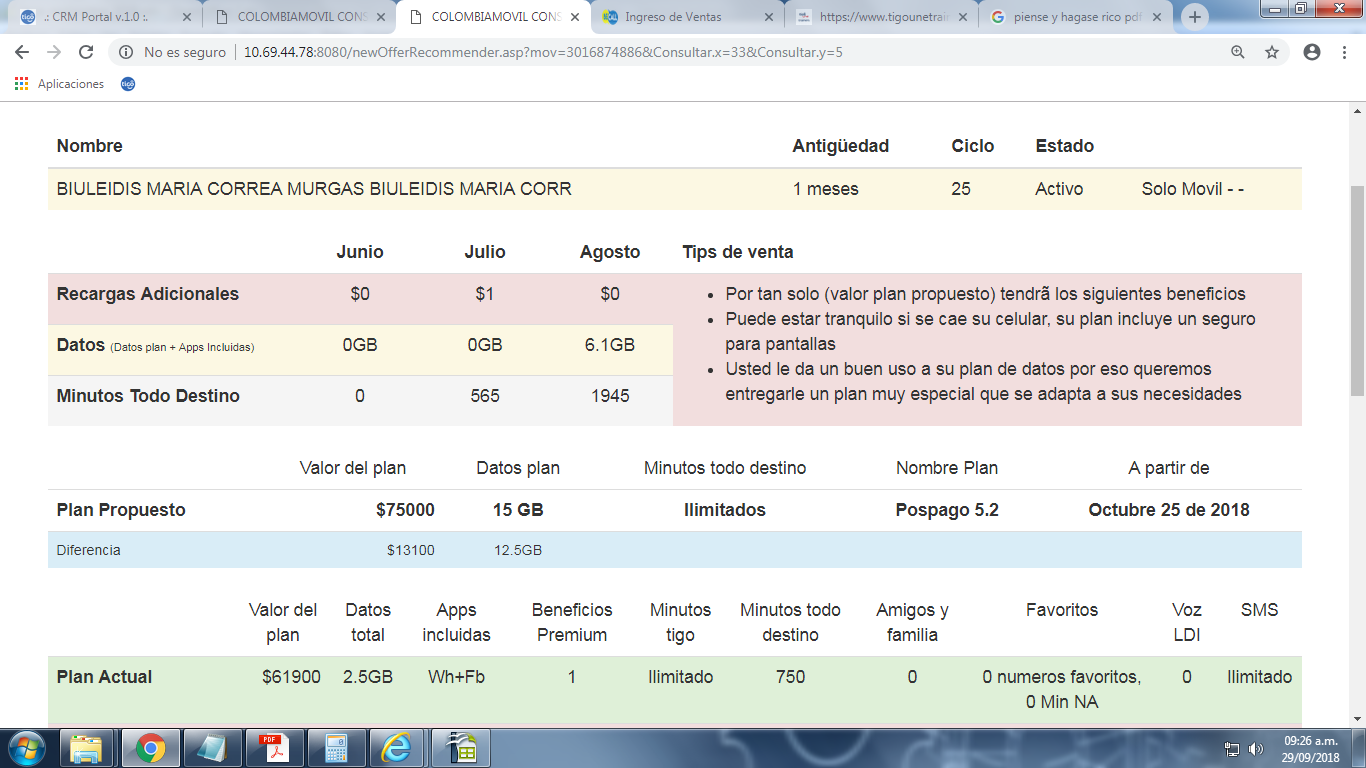 .: CRM Portal v.1.0 :.
COLOMBIAMOVIL CONS
COLOMBIAMOVIL CONS
Ingreso de Ventas
https://www.tigounetrain
piense y hagase rico pdf
No es seguro
10.69.44.78:8080/newOfferRecommender.asp?mov=3016874886&Consultar.x=33&Consultar.y=5
Aplicaciones
Nombre Antigüedad Ciclo Estado
BIULEIDIS MARIA CORREA MURGAS BIULEIDIS MARIA CORR 1 meses 25 Activo Solo Movil - -
Junio Julio Agosto Tips de venta
Recargas Adicionales $0 $1 $0
Datos (Datos plan + Apps Incluidas) 0GB 0GB 6.1GB
Minutos Todo Destino 0 565 1945
• Por tan solo (valor plan propuesto) tendrã los siguientes beneficios
• Puede estar tranquilo si se cae su celular, su plan incluye un seguro
para pantallas
• Usted le da un buen uso a su plan de datos por eso queremos
entregarle un plan muy especial que se adapta a sus necesidades
Valor del plan Datos plan Minutos todo destino Nombre Plan A partir de
Plan Propuesto $75000 15 GB Ilimitados Pospago 5.2 Octubre 25 de 2018
Diferencia $13100 12.5GB
Valor del plan Datos total Apps incluidas Beneficios Premium Minutos tigo Minutos todo destino Amigos y familia Favoritos Voz LDI SMS
Plan Actual $61900 2.5GB Wh+Fb 1 Ilimitado 750 0 0 numeros favoritos, 0 Min NA 0 Ilimitado
09:26 a.m.
29/09/2018